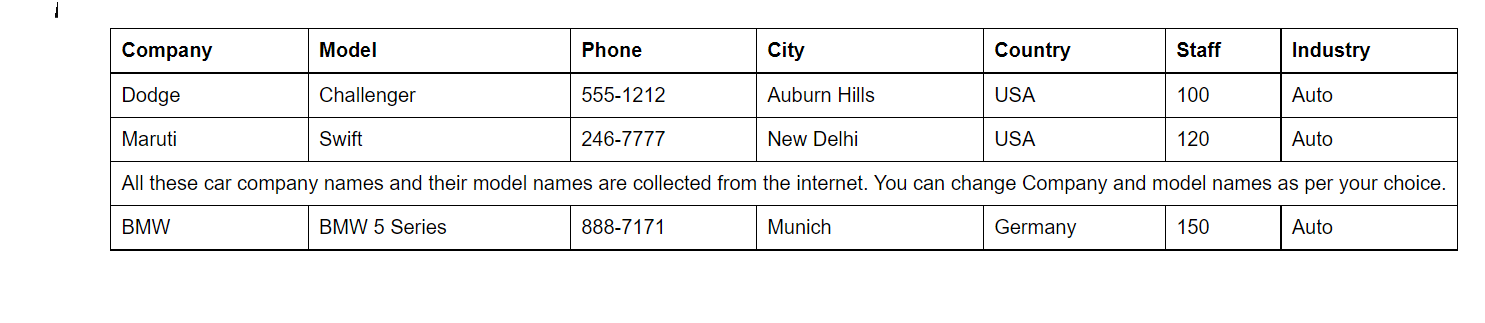 Company Model Phone City Country Staff Industry
Dodge Challenger 555-1212 Auburn Hills USA 100 Auto
Maruti Swift 246-7777 New Delhi USA 120 Auto
All these car company names and their model names are collected from the internet. You can change Company and model names as per your choice.
BMW BMW 5 Series 888-7171 Munich Germany 150 Auto